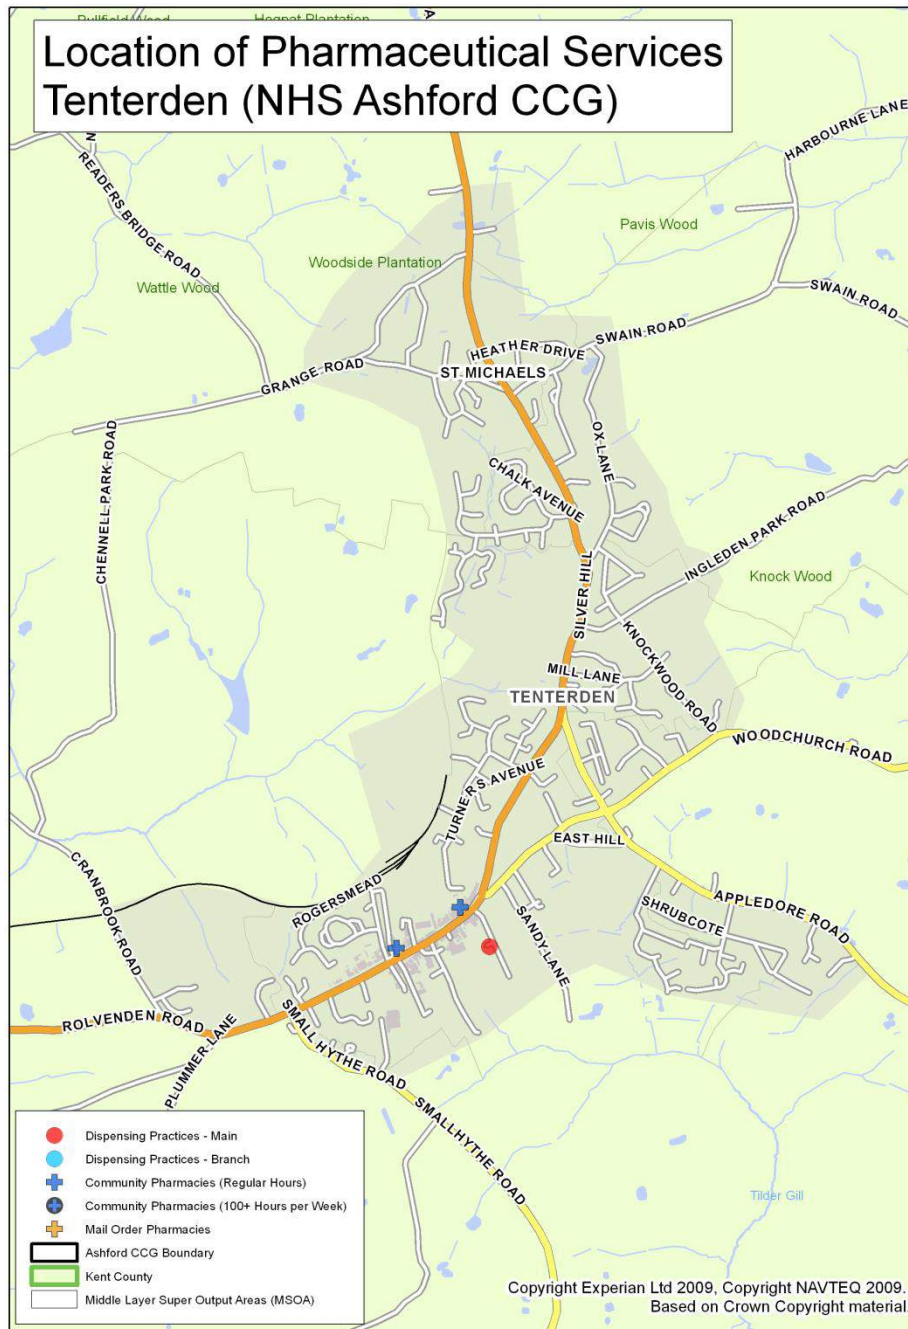 Bullfield Wood
Hognat Plantation
A
Location of Pharmaceutical Services
Tenterden (NHS Ashford CCG)
HARBOURNE LANE
N
READERS BRIDGE ROAD
Pavis Wood
Woodside Plantation
Wattle Wood
SWAIN ROAD
SWAIN ROAD
HEATHER DRIVE
ST MICHAELS
GRANGE ROAD
OX LANE
CHENNELL PARK ROAD
CHALK AVENUE
INGLEDEN PARK ROAD
Knock Wood
SILVER HILL
KNOCKWOOD ROAD
MILL LANE
TENTERDEN
WOODCHURCH ROAD
TURNERS AVENUE
EAST HILL
CRANBROOK ROAD
ROGERSMEAD
SANDY LANE
SHRUBCOTE
APPLEDORE ROAD
ROLVENDEN ROAD
PLUMMER LANE
SMALL HYTHE ROAD
SMALLHYTHE ROAD
Tilder Gill
Dispensing Practices - Main
Dispensing Practices - Branch
Community Pharmacies (Regular Hours)
Community Pharmacies (100+ Hours per Week)
Mail Order Pharmacies
Ashford CCG Boundary
Kent County
Middle Layer Super Output Areas (MSOA)
Copyright Experian Ltd 2009, Copyright NAVTEQ 2009.
Based on Crown Copyright material.